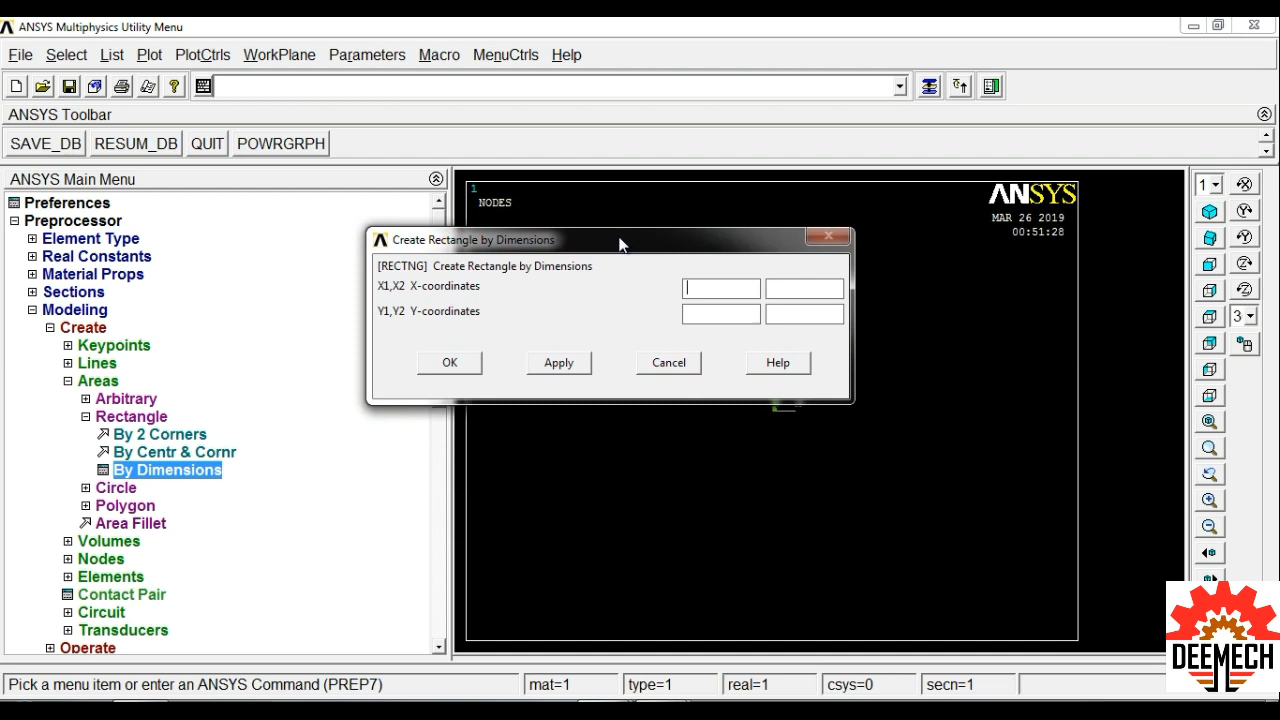 ANSYS Multiphysics Utility Menu
File Select List Plot PlotCtrls WorkPlane Parameters Macro MenuCtrls Help
ANSYS Toolbar
SAVE_DB RESUM_DB QUIT POWRGRPH
ANSYS Main Menu
Preferences
Preprocessor
Element Type
Real Constants
Material Props
Sections
Modeling
Create
Keypoints
Lines
Areas
Arbitrary
Rectangle
By 2 Corners
By Centr & Cornr
By Dimensions
Circle
Polygon
Area Fillet
Volumes
Nodes
Elements
Contact Pair
Circuit
Transducers
Operate
1
NODES
ANSYS
MAR 26 2019
00:51:28
Create Rectangle by Dimensions
[RECTNG] Create Rectangle by Dimensions
X1,X2 X-coordinates
Y1,Y2 Y-coordinates
OK Apply Cancel Help
1
3
DEEMECH
Pick a menu item or enter an ANSYS Command (PREP7) mat=1 type=1 real=1 csys=0 secn=1